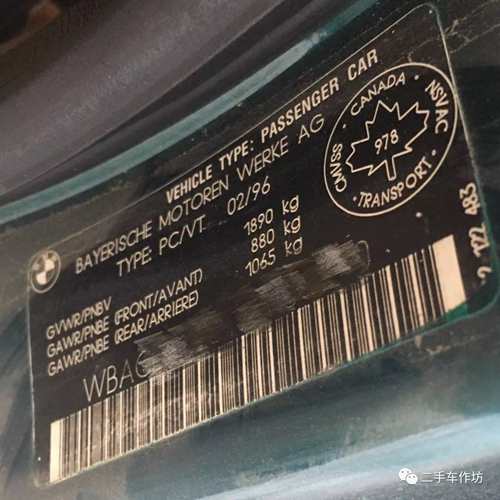 VEHICLE TYPE: PASSENGER CAR
BAYERISCHE MOTOREN WERKE AG
TYPE: PC/VT 02/96
GVWR/PNBV 1890 kg
GAWR/PNBE (FRONT/AVANT) 880 kg
GAWR/PNBE (REAR/ARRIERE) 1065 kg
WBA
CANADA
CMVSS 978 NSVAC
TRANSPORT
722 483
二手车作坊